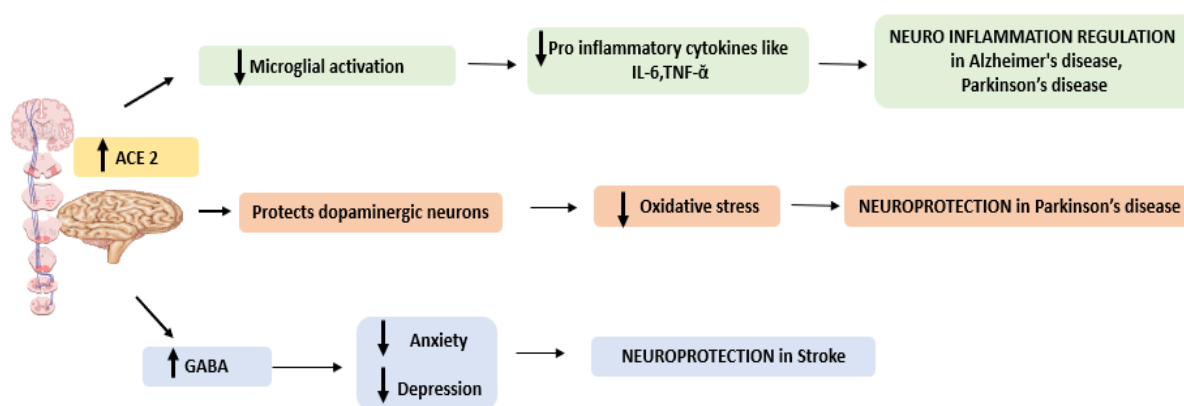 Microglial activation
Pro inflammatory cytokines like
IL-6,TNF-ᾰ
NEURO INFLAMMATION REGULATION
in Alzheimer's disease,
Parkinson’s disease
ACE 2
Protects dopaminergic neurons
Oxidative stress
NEUROPROTECTION in Parkinson’s disease
GABA
Anxiety
Depression
NEUROPROTECTION in Stroke